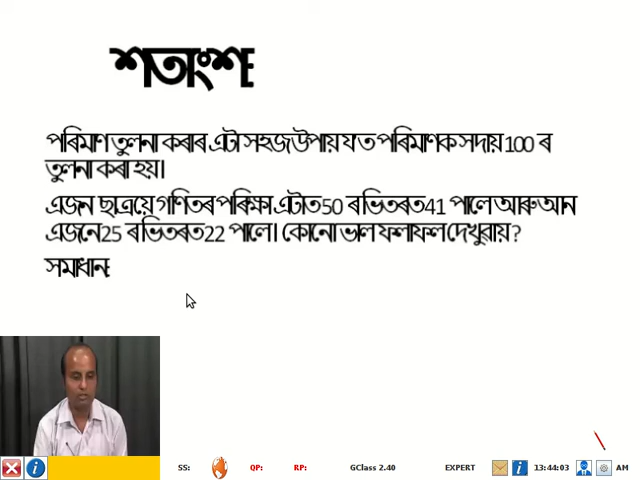 শতাংশ:
পৰিমাণ তুলনা কৰাৰ এটা সহজ উপায় য'ত পৰিমাণক সদায় 100 ৰ
তুলনা কৰা হয়।
এজন ছাত্ৰয়ে গণিতৰ পৰিক্ষা এটাত 50 ৰ ভিতৰত 41 পালে আৰু আন
এজনে 25 ৰ ভিতৰত 22 পালে। কোনো ভাল ফলাফল দেখুৱায় ?
সমাধান:
SS: QP: RP: GClass 2.40 EXPERT 13:44:03 AM